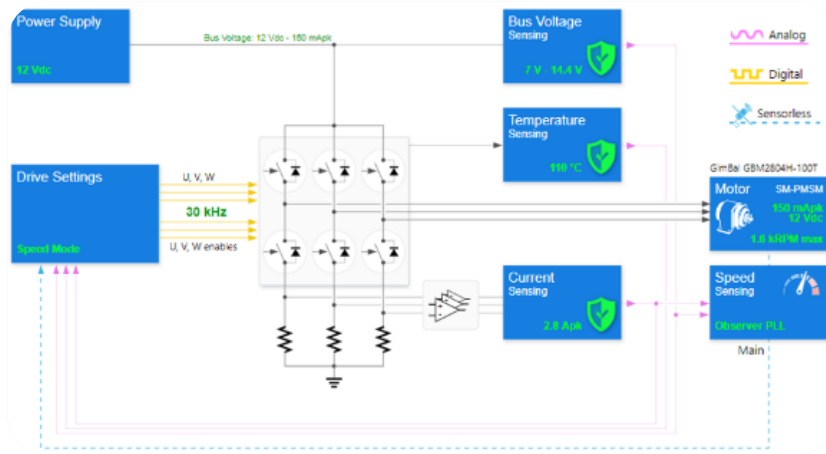 Power Supply
12 Vdc
Bus Voltage: 12 Vdc - 150 mApk
Bus Voltage
Sensing
7 V - 14.4 V
Analog
Digital
Sensorless
Temperature
Sensing
110 °C
Drive Settings
Speed Mode
U, V, W
30 kHz
U, V, W enables
GimBal GBM2804H-100T
Motor
SM-PMSM
150 mApk
12 Vdc
1.6 kRPM max
Current
Sensing
2.8 Apk
Speed
Sensing
Observer PLL
Main